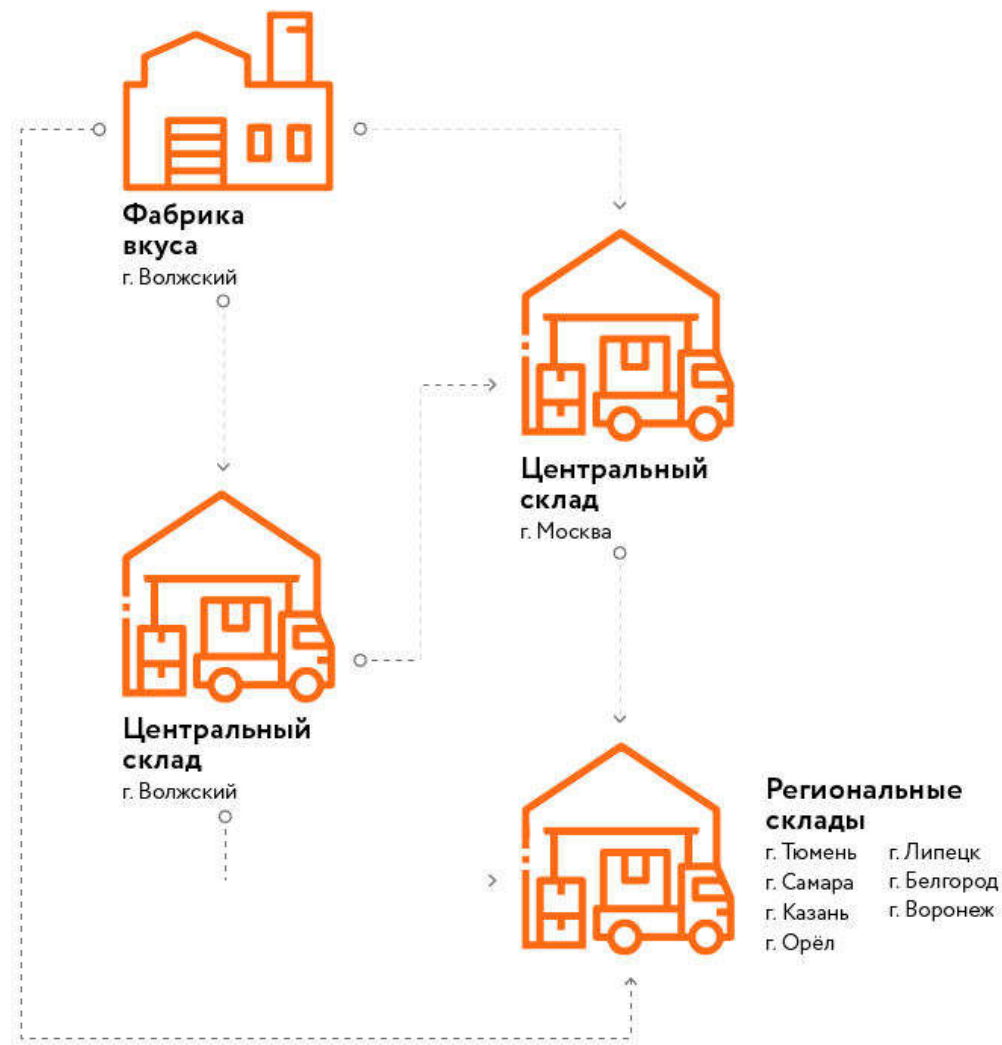 Фабрика
вкуса
г. Волжский
Центральный
склад
г. Москва
Центральный
склад
г. Волжский
Региональные
склады
г. Тюмень
г. Самара
г. Казань
г. Орёл
г. Липецк
г. Белгород
г. Воронеж